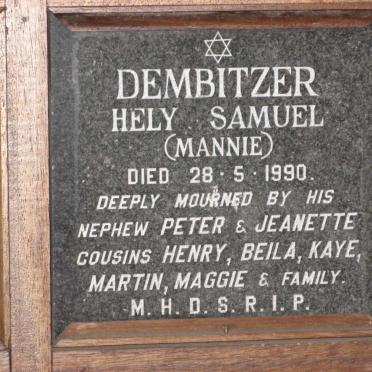 DEMBITZER
HELY SAMUEL
(MANNIE)
DIED 28·5·1990.
DEEPLY MOURNED BY HIS
NEPHEW PETER & JEANETTE
COUSINS HENRY, BEILA, KAYE,
MARTIN, MAGGIE & FAMILY.
M.H.D.S.R.I.P.